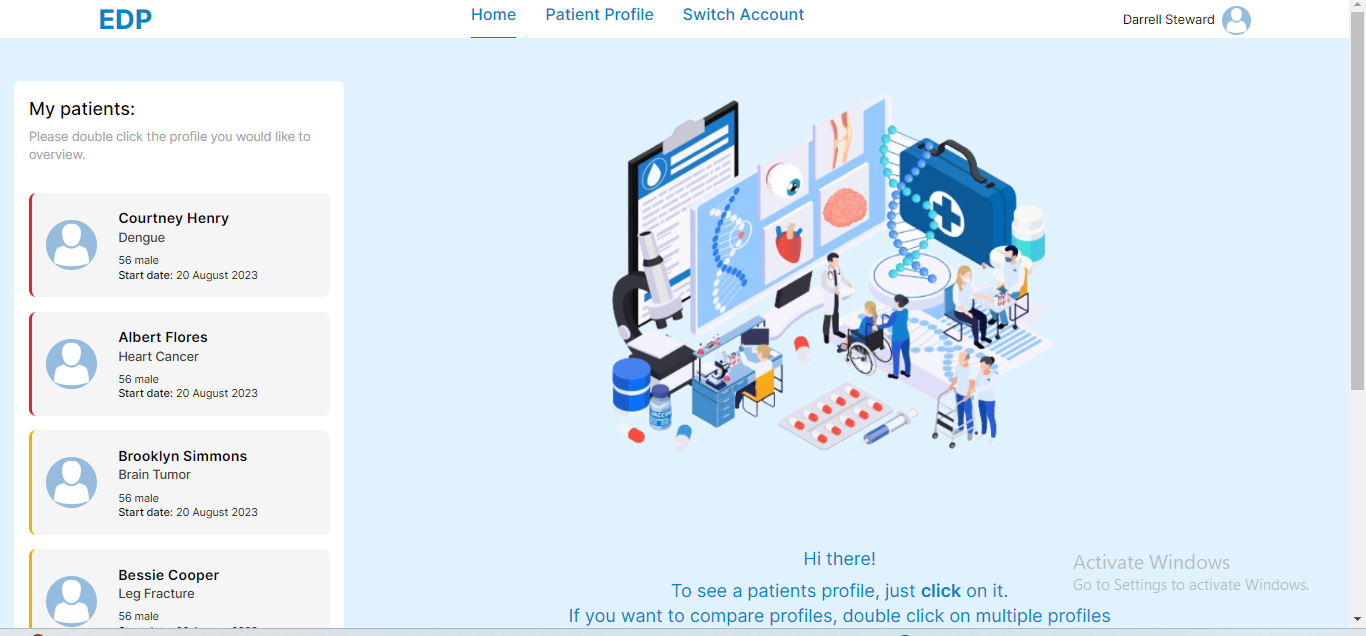 EDP
Home
Patient Profile
Switch Account
Darrell Steward
My patients:
Please double click the profile you would like to
overview.
Courtney Henry
Dengue
56 male
Start date: 20 August 2023
Albert Flores
Heart Cancer
56 male
Start date: 20 August 2023
Brooklyn Simmons
Brain Tumor
56 male
Start date: 20 August 2023
Bessie Cooper
Leg Fracture
56 male
VACCINE
Hi there!
To see a patients profile, just click on it.
If you want to compare profiles, double click on multiple profiles
Activate Windows
Go to Settings to activate Windows.